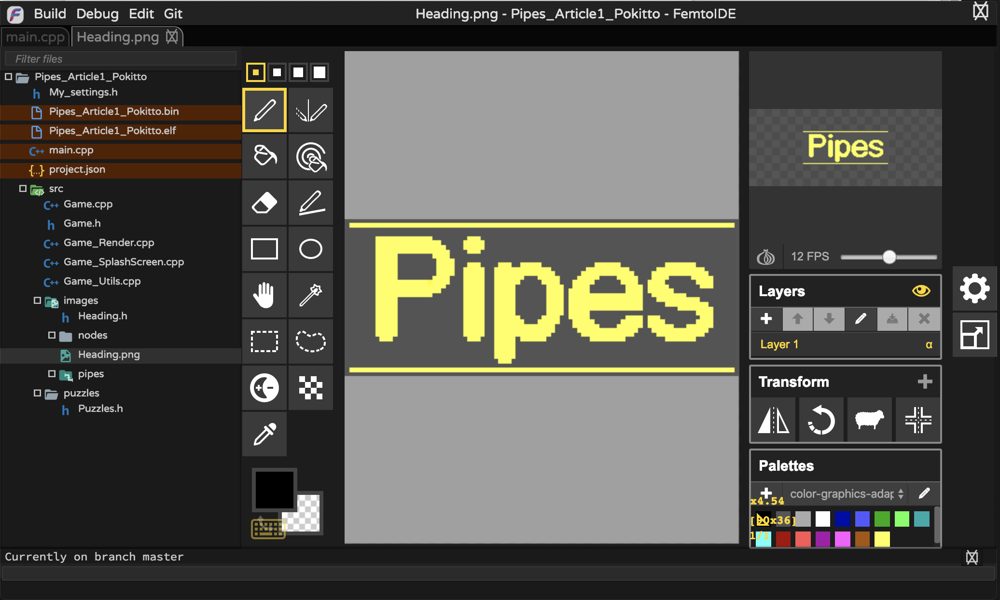 Build Debug Edit Git
Heading.png - Pipes_Article1_Pokitto - FemtoIDE
main.cpp
Heading.png
Filter files
Pipes_Article1_Pokitto
My_settings.h
Pipes_Article1_Pokitto.bin
Pipes_Article1_Pokitto.elf
main.cpp
project.json
src
Game.cpp
Game.h
Game_Render.cpp
Game_SplashScreen.cpp
Game_Utils.cpp
images
Heading.h
nodes
Heading.png
pipes
puzzles
Puzzles.h
Pipes
Pipes
12 FPS
Layers
Layer 1 α
Transform
Palettes
color-graphics-adap
x4.54
[90x36]
1/1
Currently on branch master